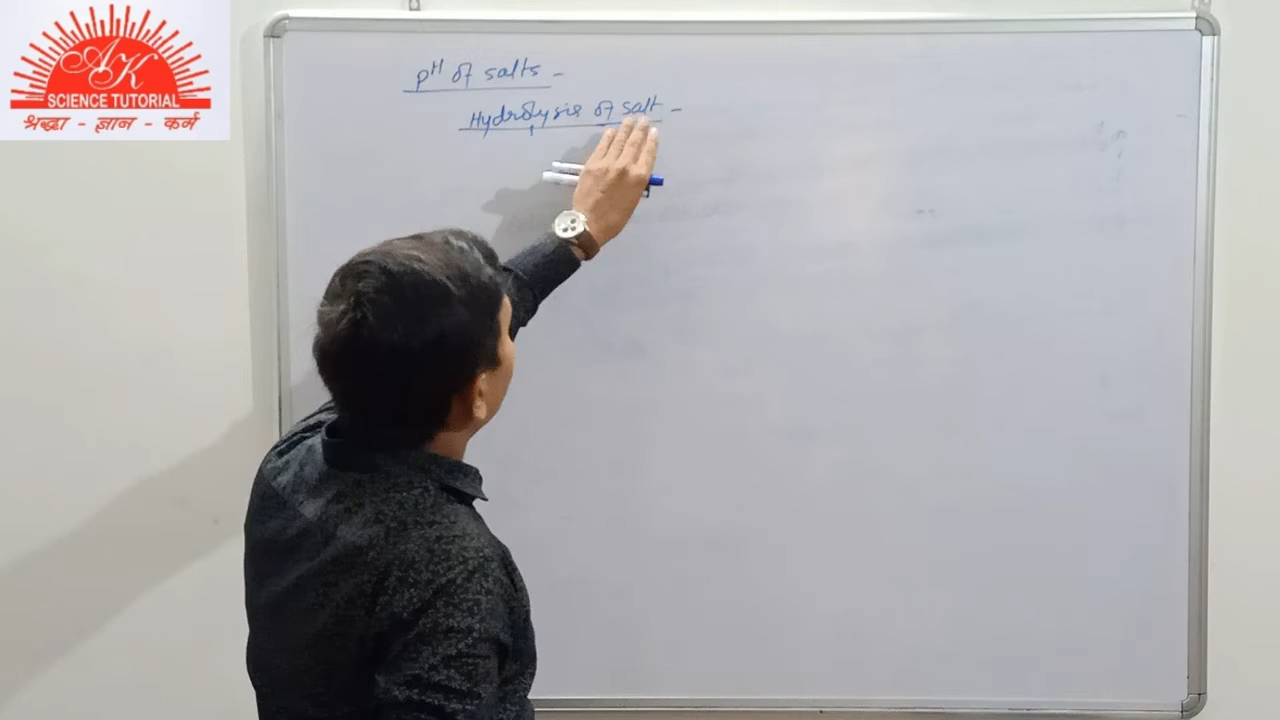 AK
SCIENCE TUTORIAL
श्रद्धा - ज्ञान - कर्म
pH of salts -
Hydrolysis of salt -